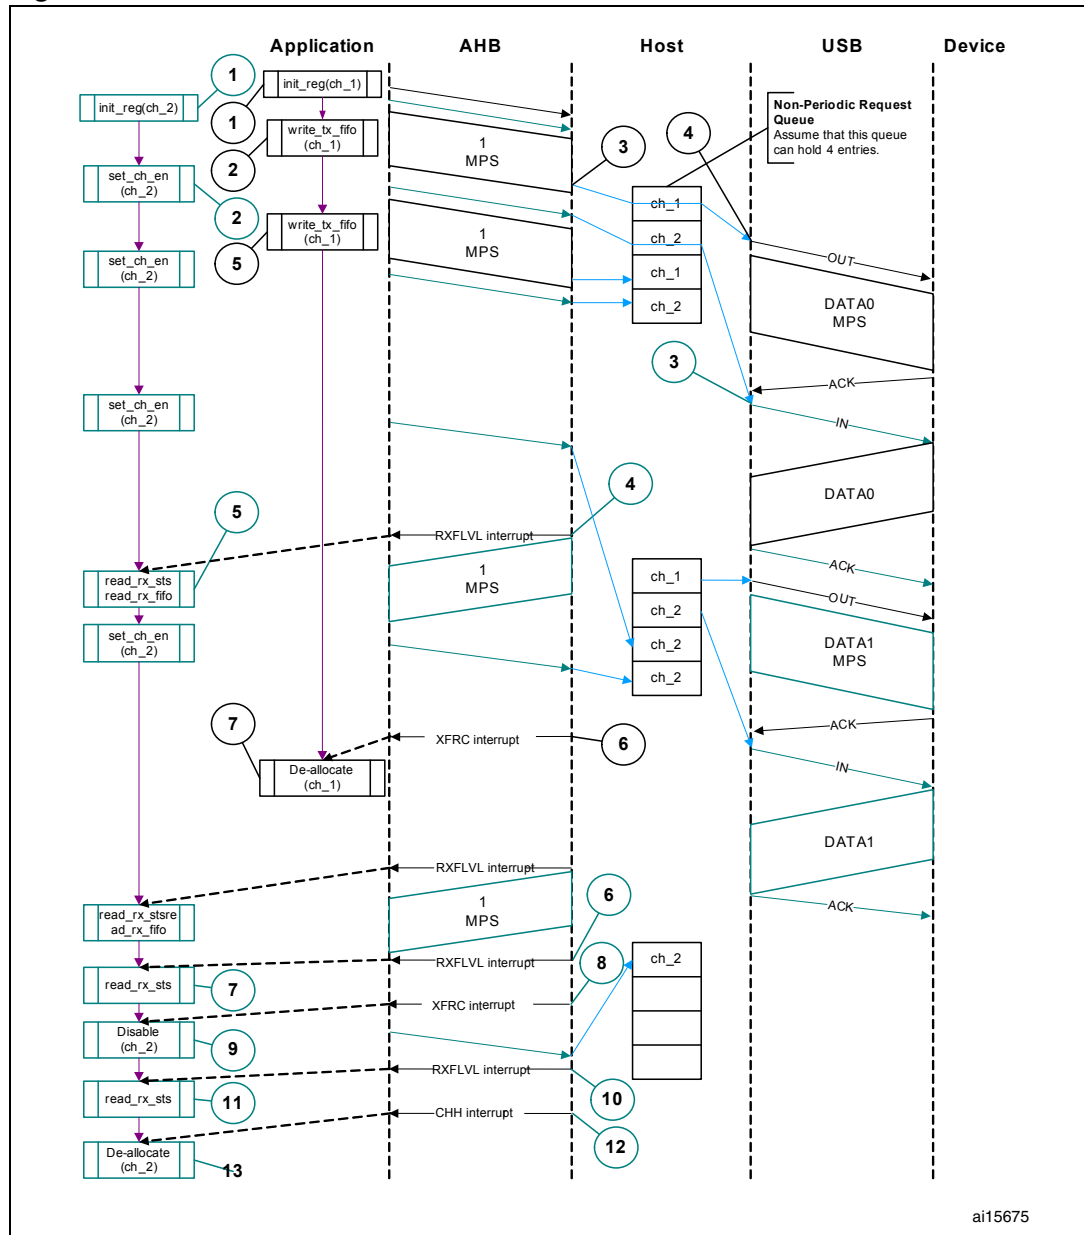 Application AHB Host USB Device
1
init_reg(ch_2)
init_reg(ch_1)
1
Non-Periodic Request
Queue
Assume that this queue
can hold 4 entries.
write_tx_fifo
(ch_1)
2
1
MPS
3
4
set_ch_en
(ch_2)
2
ch_1
write_tx_fifo
(ch_1)
5
1
MPS
ch_2
set_ch_en
(ch_2)
ch_1
OUT
ch_2
DATA0
MPS
3
ACK
set_ch_en
(ch_2)
IN
4
DATA0
5
RXFLVL interrupt
read_rx_sts
read_rx_fifo
1
MPS
ch_1
ACK
OUT
ch_2
set_ch_en
(ch_2)
ch_2
DATA1
MPS
ch_2
7
ACK
XFRC interrupt
6
De-allocate
(ch_1)
IN
DATA1
RXFLVL interrupt
read_rx_stsre
ad_rx_fifo
1
MPS
6
ACK
RXFLVL interrupt
8
ch_2
read_rx_sts
7
XFRC interrupt
Disable
(ch_2)
9
RXFLVL interrupt
read_rx_sts
11
10
CHH interrupt
12
De-allocate
(ch_2)
13
ai15675